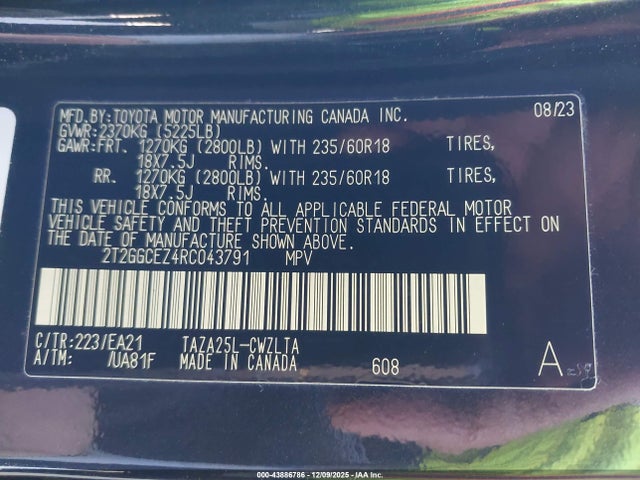 MFD.BY:TOYOTA MOTOR MANUFACTURING CANADA INC. 08/23
GVWR:2370KG (5225LB)
GAWR:FRT. 1270KG (2800LB) WITH 235/60R18 TIRES,
18X7.5J RIMS.
RR. 1270KG (2800LB) WITH 235/60R18 TIRES,
18X7.5J RIMS.
THIS VEHICLE CONFORMS TO ALL APPLICABLE FEDERAL MOTOR
VEHICLE SAFETY AND THEFT PREVENTION STANDARDS IN EFFECT ON
THE DATE OF MANUFACTURE SHOWN ABOVE.
2T2GGCEZ4RC043791 MPV
C/TR:223/EA21 TAZA25L-CWZLTA
A/TM: /UA81F MADE IN CANADA 608 A
000-43886786 - 12/09/2025 - IAA Inc.